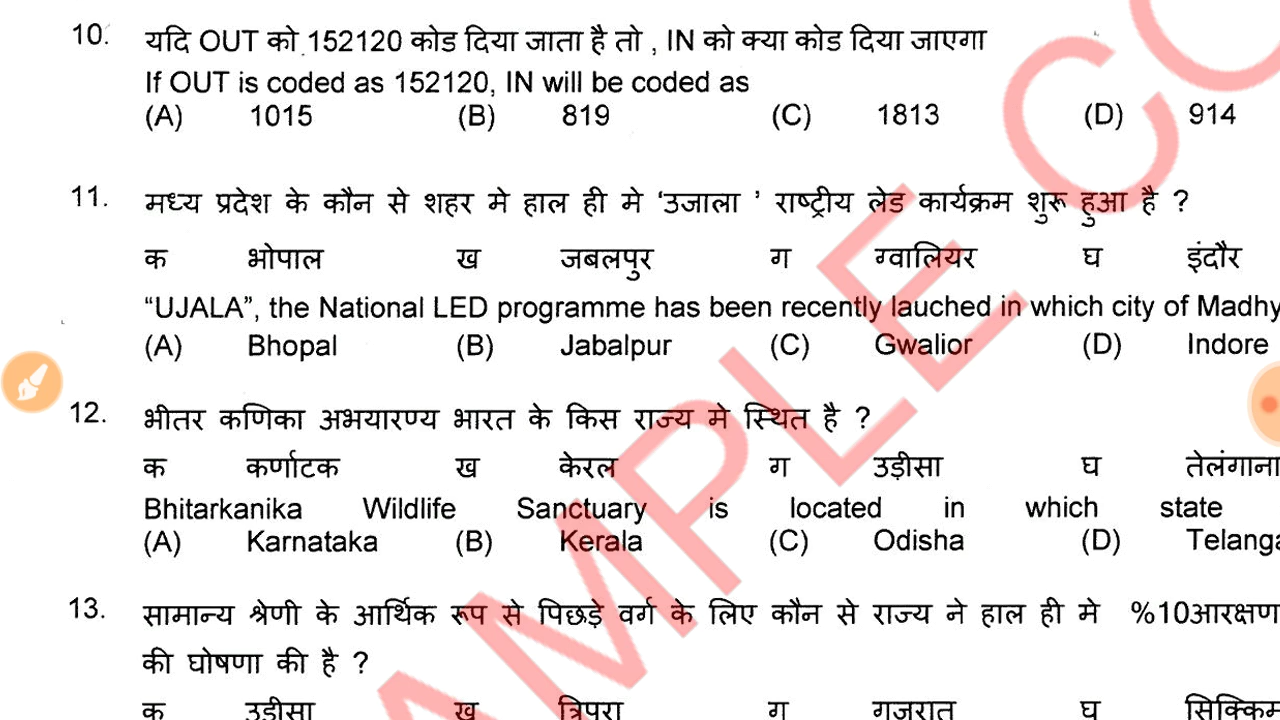 10. यदि OUT को 152120 कोड दिया जाता है तो , IN को क्या कोड दिया जाएगा
If OUT is coded as 152120, IN will be coded as
(A) 1015 (B) 819 (C) 1813 (D) 914
11. मध्य प्रदेश के कौन से शहर मे हाल ही मे ‘उजाला ’ राष्ट्रीय लेड कार्यक्रम शुरू हुआ है ?
क भोपाल ख जबलपुर ग ग्वालियर घ इंदौर
“UJALA”, the National LED programme has been recently lauched in which city of Madhy
(A) Bhopal (B) Jabalpur (C) Gwalior (D) Indore
12. भीतर कणिका अभयारण्य भारत के किस राज्य मे स्थित है ?
क कर्णाटक ख केरल ग उड़ीसा घ तेलंगाना
Bhitarkanika Wildlife Sanctuary is located in which state
(A) Karnataka (B) Kerala (C) Odisha (D) Telanga
13. सामान्य श्रेणी के आर्थिक रूप से पिछड़े वर्ग के लिए कौन से राज्य ने हाल ही मे %10आरक्षण
की घोषणा की है ?
क उड़ीसा ख त्रिपुरा ग गुजरात घ सिक्किम
AMPLE CO